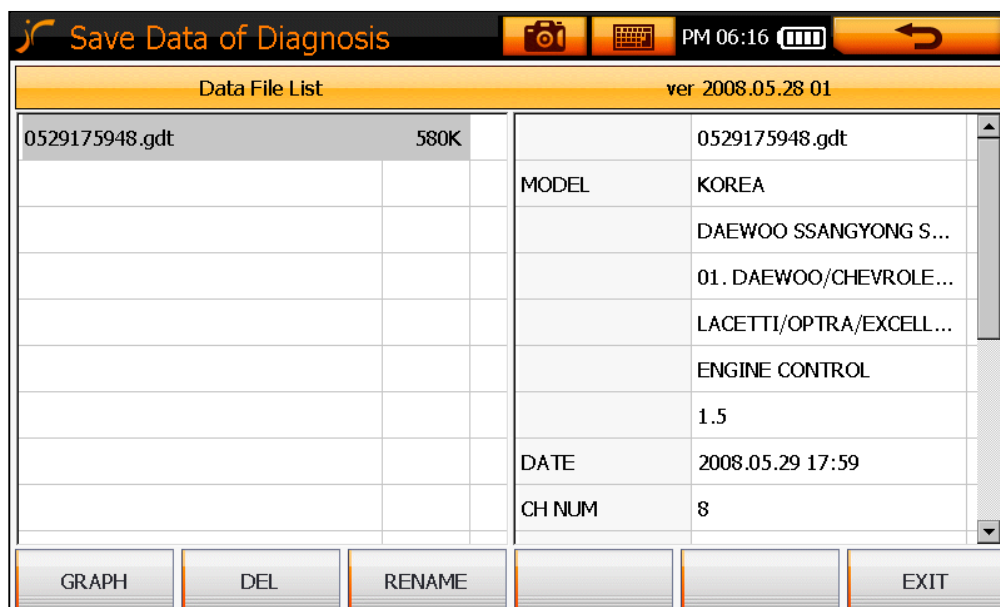 Save Data of Diagnosis PM 06:16
Data File List ver 2008.05.28 01
0529175948.gdt 580K
0529175948.gdt
MODEL KOREA
DAEWOO SSANGYONG S...
01. DAEWOO/CHEVROLE...
LACETTI/OPTRA/EXCELL...
ENGINE CONTROL
1.5
DATE 2008.05.29 17:59
CH NUM 8
GRAPH DEL RENAME EXIT